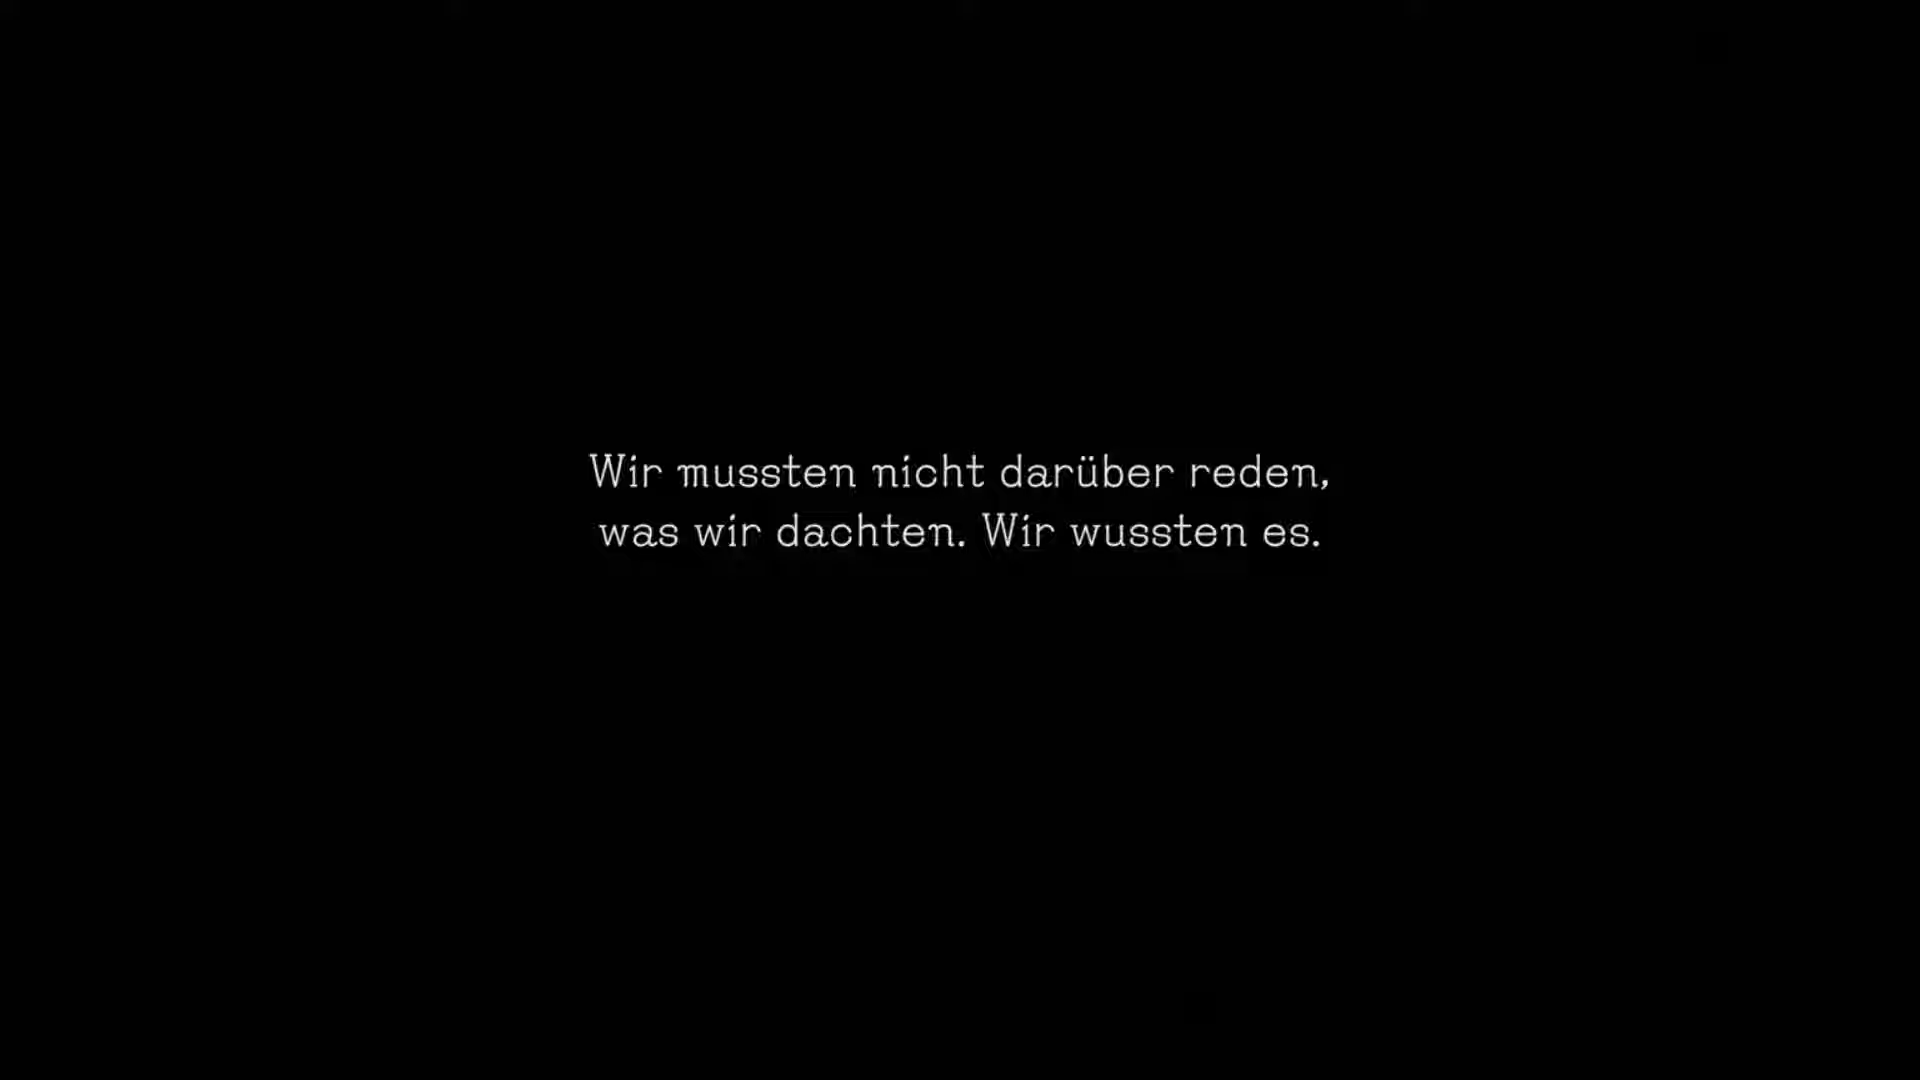 Wir mussten nicht darüber reden,
was wir dachten. Wir wussten es.